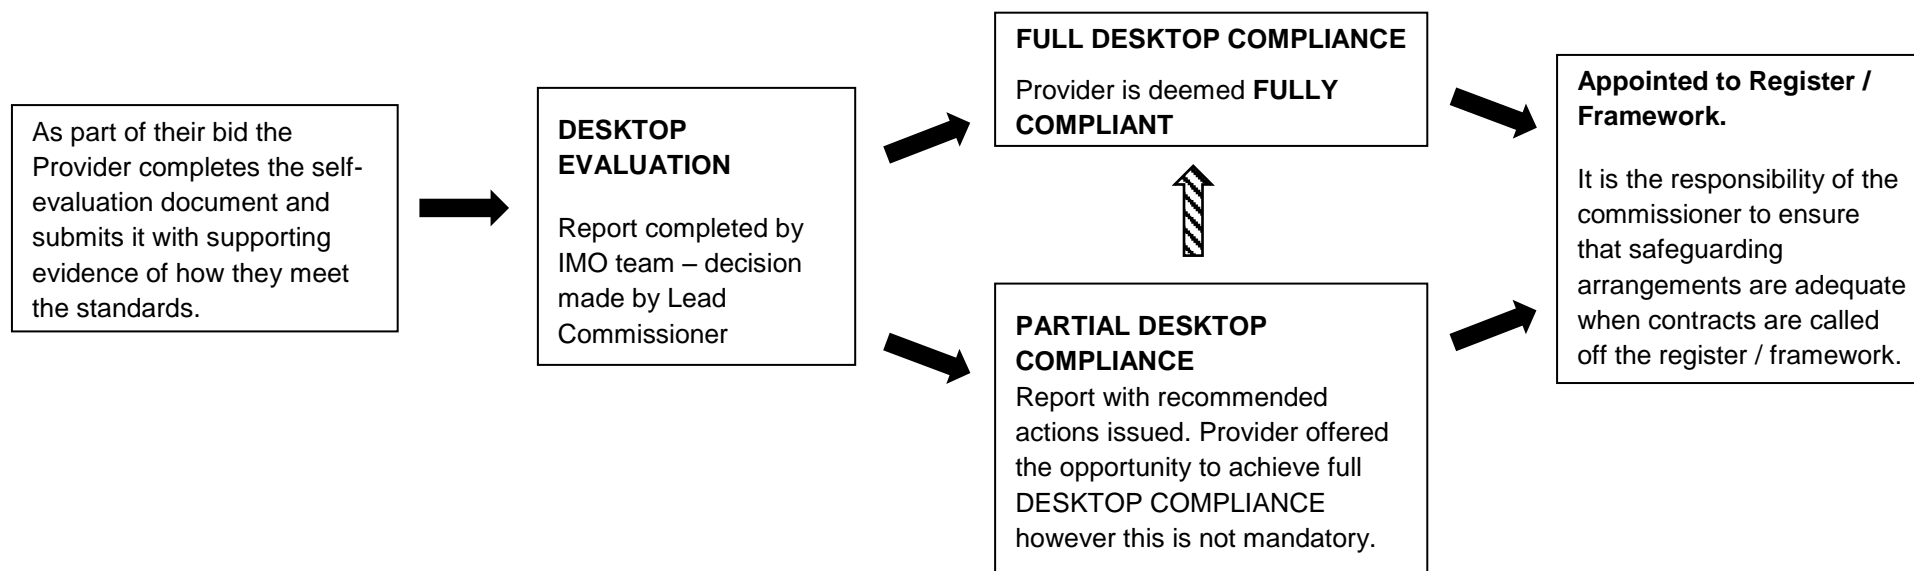 As part of their bid the
Provider completes the self-
evaluation document and
submits it with supporting
evidence of how they meet
the standards.
DESKTOP
EVALUATION
Report completed by
IMO team – decision
made by Lead
Commissioner
FULL DESKTOP COMPLIANCE
Provider is deemed FULLY
COMPLIANT
PARTIAL DESKTOP
COMPLIANCE
Report with recommended
actions issued. Provider offered
the opportunity to achieve full
DESKTOP COMPLIANCE
however this is not mandatory.
Appointed to Register /
Framework.
It is the responsibility of the
commissioner to ensure
that safeguarding
arrangements are adequate
when contracts are called
off the register / framework.